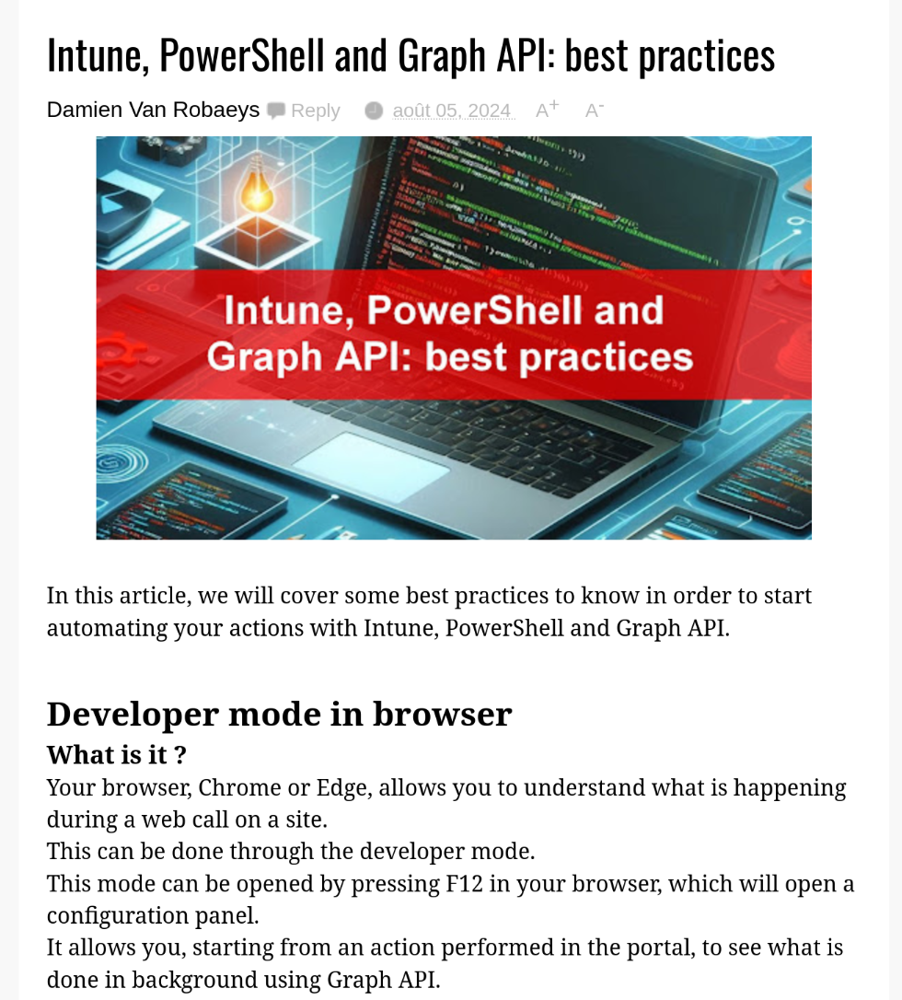 Intune, PowerShell and Graph API: best practices
Damien Van Robaeys Reply août 05, 2024 A+ A-
Intune, PowerShell and
Graph API: best practices
In this article, we will cover some best practices to know in order to start
automating your actions with Intune, PowerShell and Graph API.
Developer mode in browser
What is it ?
Your browser, Chrome or Edge, allows you to understand what is happening
during a web call on a site.
This can be done through the developer mode.
This mode can be opened by pressing F12 in your browser, which will open a
configuration panel.
It allows you, starting from an action performed in the portal, to see what is
done in background using Graph API.